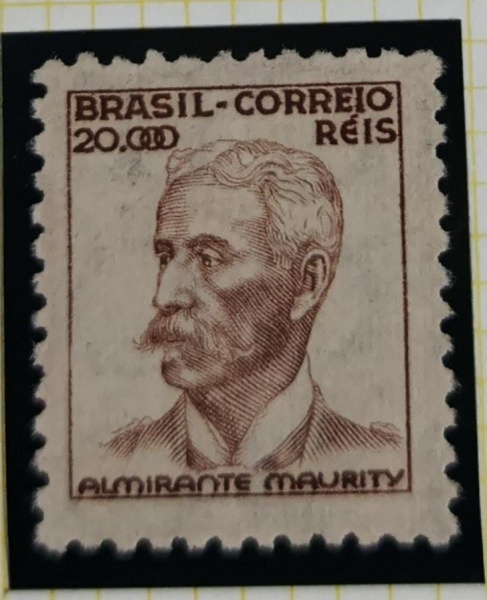 BRASIL-CORREIO
20.000 RÉIS
ALMIRANTE MAURITY